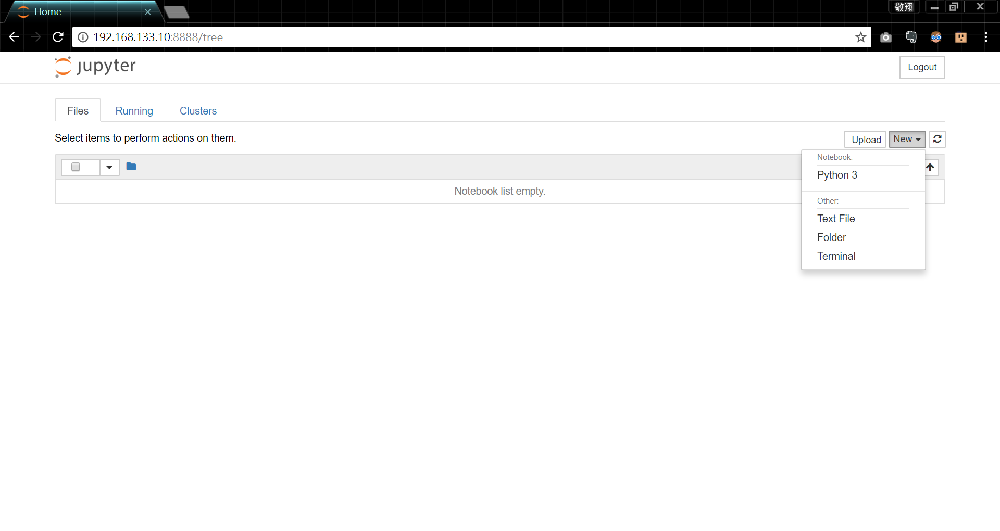 Home
敬翔
192.168.133.10:8888/tree
jupyter
Logout
Files Running Clusters
Select items to perform actions on them.
Upload New
Notebook:
Python 3
Notebook list empty.
Other:
Text File
Folder
Terminal